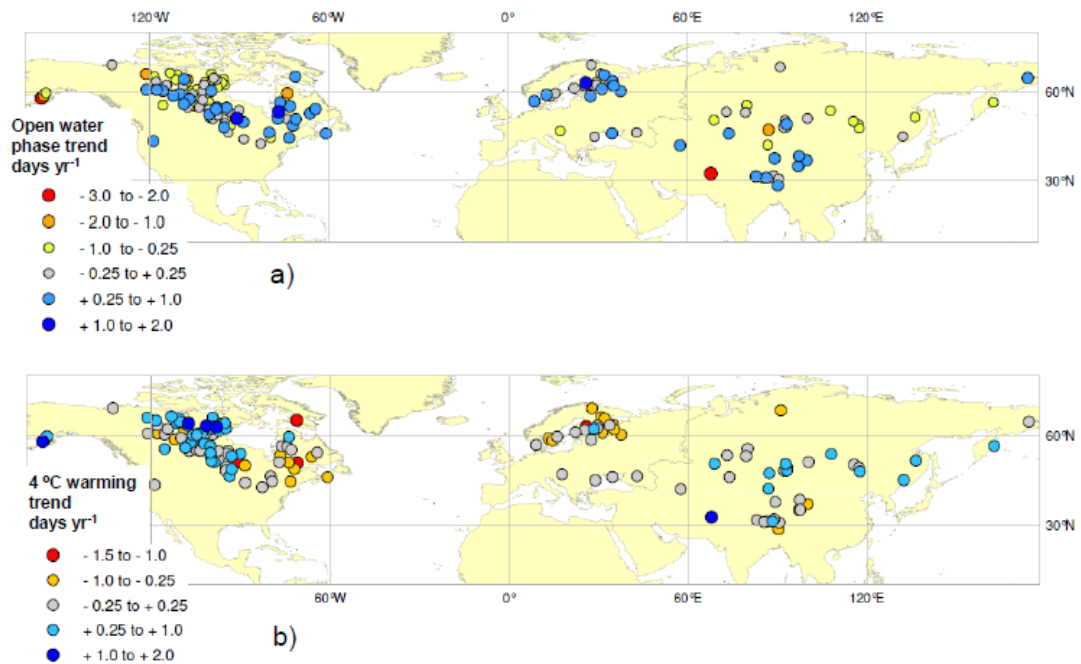 120°W 60°W 0° 60°E 120°E
60°N
30°N
Open water
phase trend
days yr⁻¹
- 3.0 to - 2.0
- 2.0 to - 1.0
- 1.0 to - 0.25
- 0.25 to + 0.25
+ 0.25 to + 1.0
+ 1.0 to + 2.0
a)
60°N
30°N
4 ºC warming
trend
days yr⁻¹
60°W 0° 60°E 120°E
- 1.5 to - 1.0
- 1.0 to - 0.25
- 0.25 to + 0.25
+ 0.25 to + 1.0
+ 1.0 to + 2.0
b)